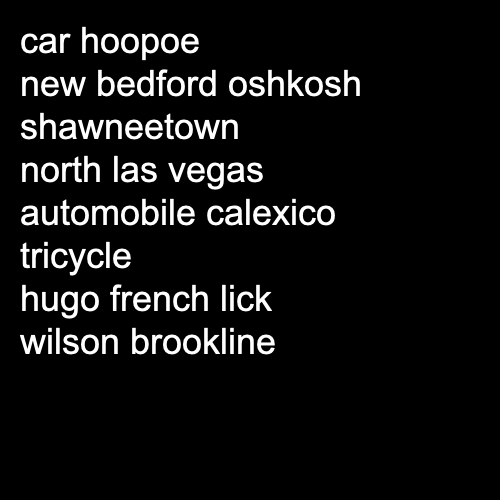 car hoopoe
new bedford oshkosh
shawneetown
north las vegas
automobile calexico
tricycle
hugo french lick
wilson brookline